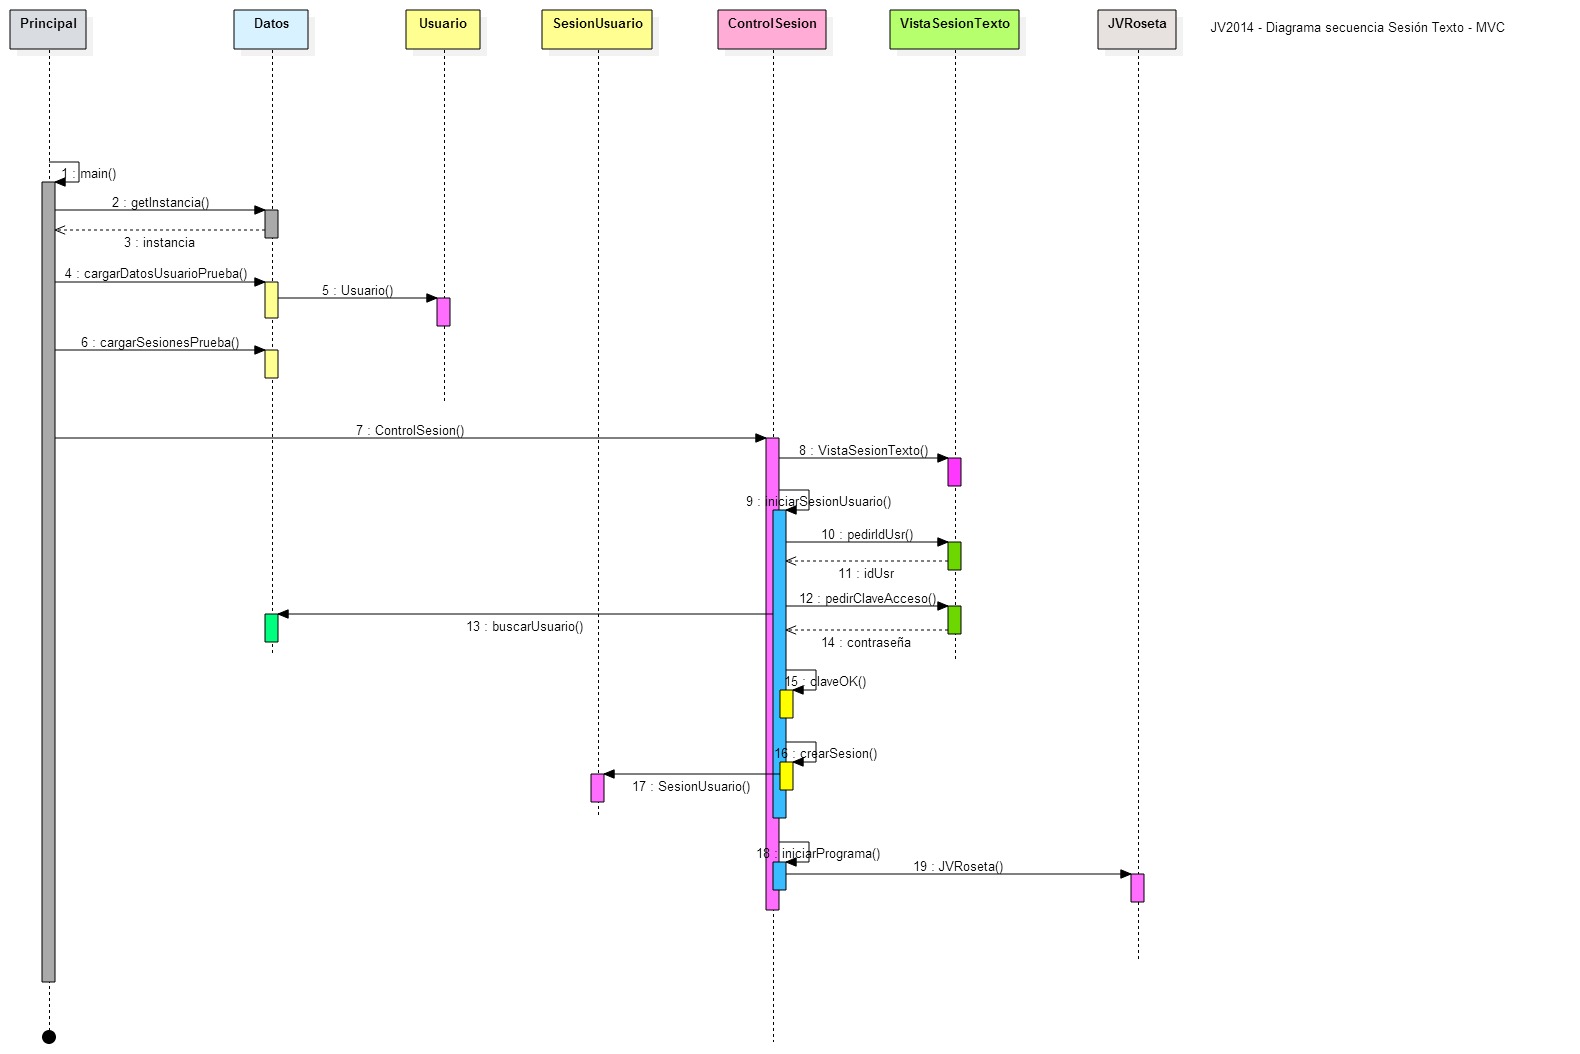 Principal
Datos
Usuario
SesionUsuario
ControlSesion
VistaSesionTexto
JVRoseta
JV2014 - Diagrama secuencia Sesión Texto - MVC
1 : main()
2 : getInstancia()
3 : instancia
4 : cargarDatosUsuarioPrueba()
5 : Usuario()
6 : cargarSesionesPrueba()
7 : ControlSesion()
8 : VistaSesionTexto()
9 : iniciarSesionUsuario()
10 : pedirIdUsr()
11 : idUsr
12 : pedirClaveAcceso()
13 : buscarUsuario()
14 : contraseña
15 : claveOK()
16 : crearSesion()
17 : SesionUsuario()
18 : iniciarPrograma()
19 : JVRoseta()